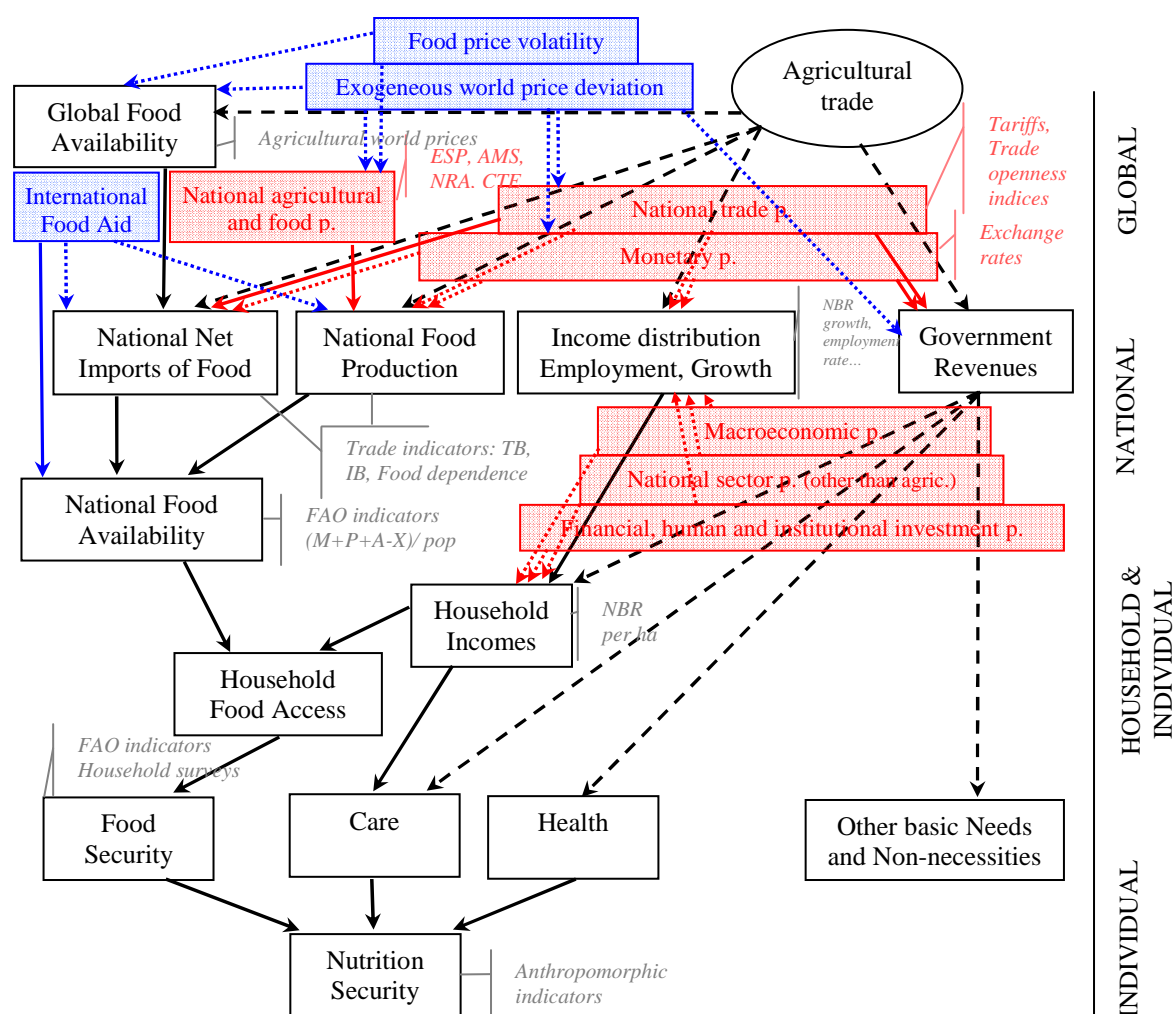 Food price volatility
Exogeneous world price deviation
Agricultural
trade
Global Food
Availability
Agricultural world prices
ESP, AMS,
NRA. CTE
Tariffs,
Trade
openness
indices
GLOBAL
International
Food Aid
National agricultural
and food p.
National trade p.
Monetary p.
Exchange
rates
National Net
Imports of Food
National Food
Production
Income distribution
Employment, Growth
NBR
growth,
employment
rate…
Government
Revenues
NATIONAL
Trade indicators: TB,
IB, Food dependence
Macroeconomic p.
National sector p. (other than agric.)
Financial, human and institutional investment p.
National Food
Availability
FAO indicators
(M+P+A-X)/ pop
Household
Incomes
NBR
per ha
HOUSEHOLD &
INDIVIDUAL
Household
Food Access
FAO indicators
Household surveys
Food
Security
Care
Health
Other basic Needs
and Non-necessities
INDIVIDUAL
Nutrition
Security
Anthropomorphic
indicators